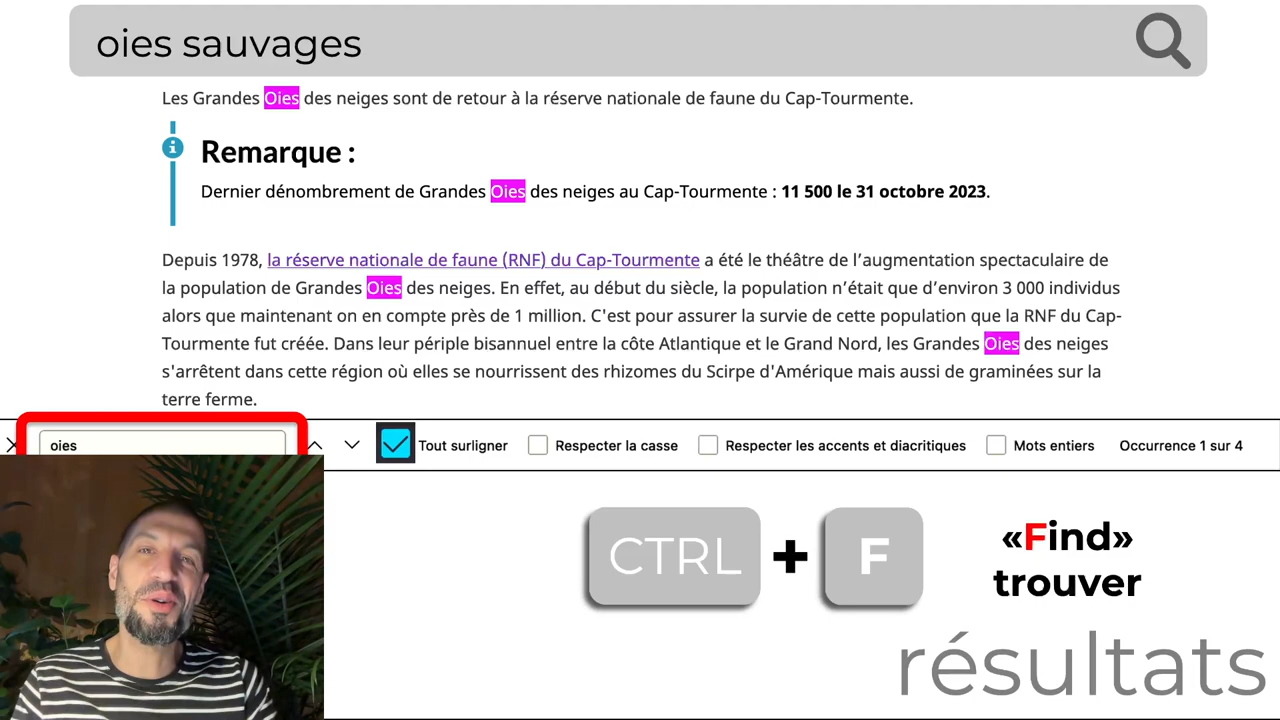 oies sauvages
Les Grandes Oies des neiges sont de retour à la réserve nationale de faune du Cap-Tourmente.
Remarque :
Dernier dénombrement de Grandes Oies des neiges au Cap-Tourmente : 11 500 le 31 octobre 2023.
Depuis 1978, la réserve nationale de faune (RNF) du Cap-Tourmente a été le théâtre de l’augmentation spectaculaire de
la population de Grandes Oies des neiges. En effet, au début du siècle, la population n’était que d’environ 3 000 individus
alors que maintenant on en compte près de 1 million. C'est pour assurer la survie de cette population que la RNF du Cap-
Tourmente fut créée. Dans leur périple bisannuel entre la côte Atlantique et le Grand Nord, les Grandes Oies des neiges
s'arrêtent dans cette région où elles se nourrissent des rhizomes du Scirpe d'Amérique mais aussi de graminées sur la
terre ferme.
oies Tout surligner Respecter la casse Respecter les accents et diacritiques Mots entiers Occurrence 1 sur 4
CTRL + F
«Find»
trouver
résultats